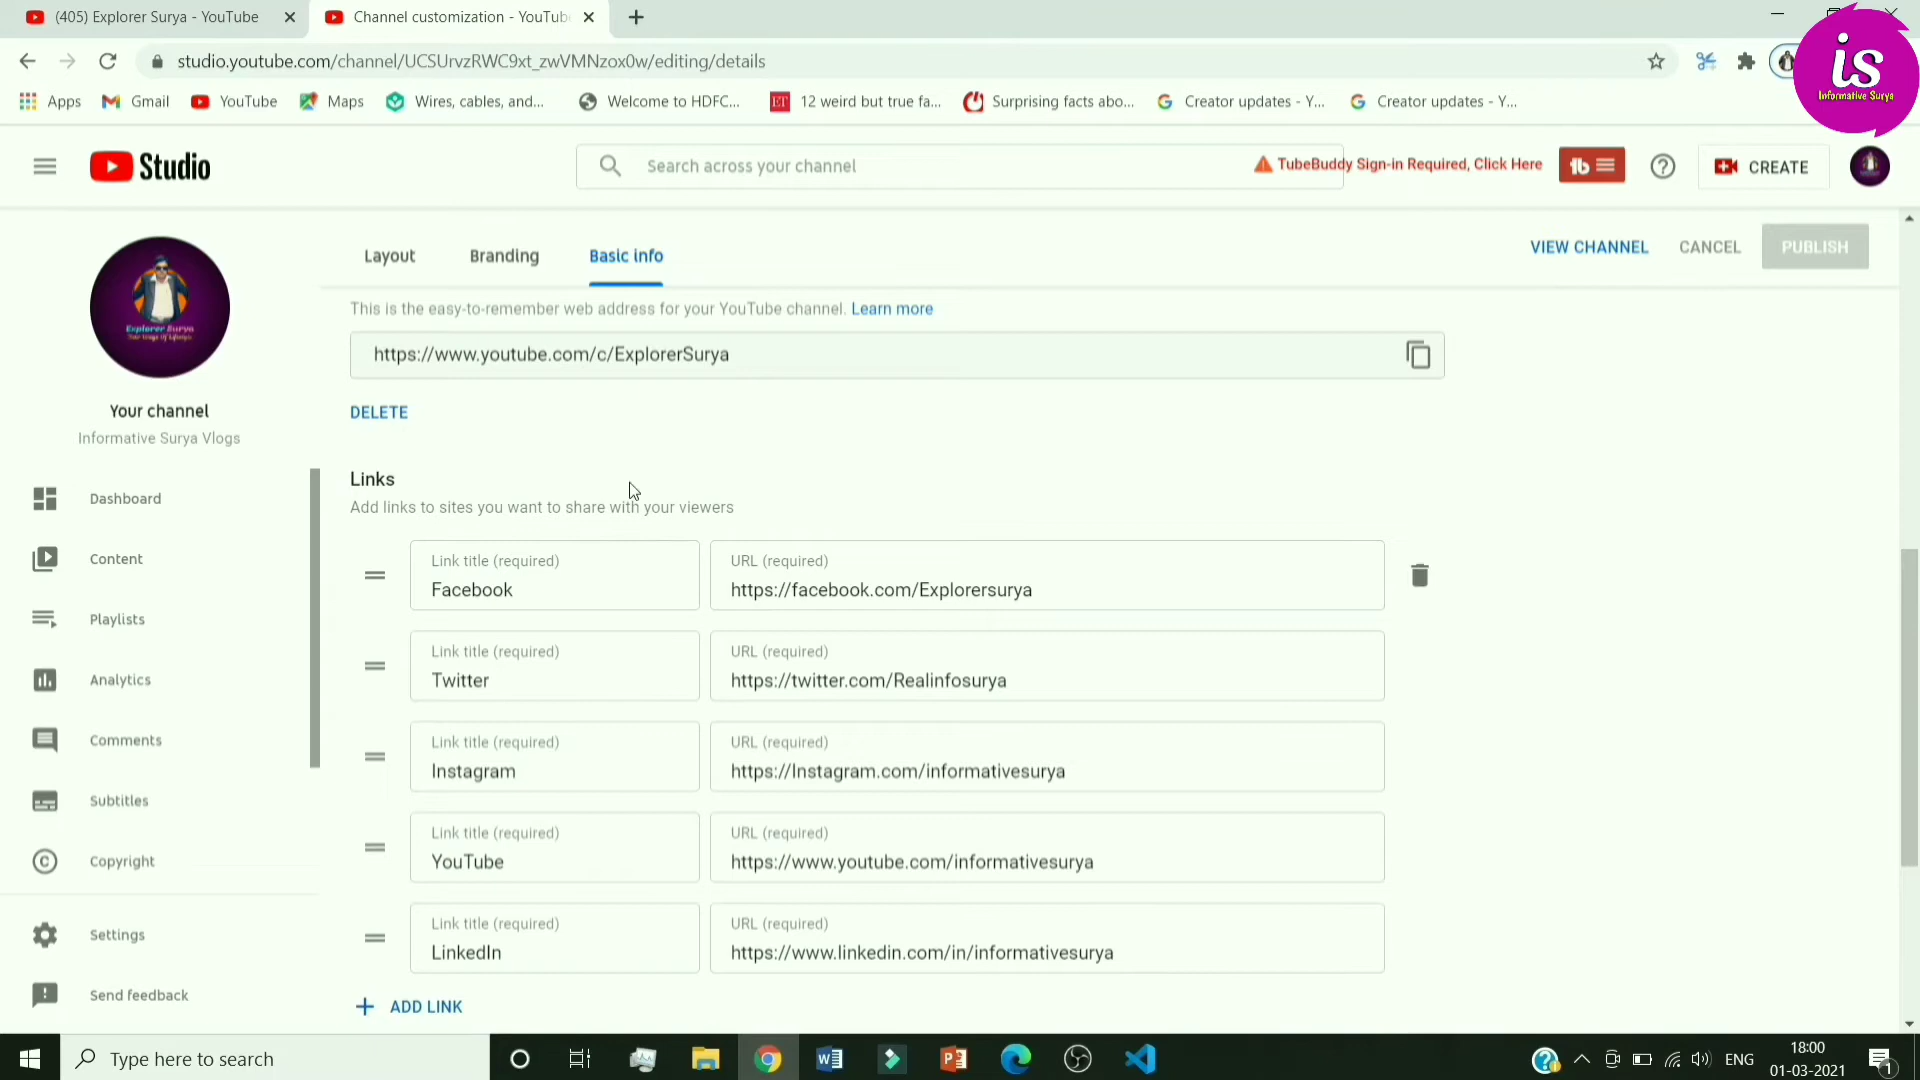 (405) Explorer Surya - YouTube
Channel customization - YouTub
studio.youtube.com/channel/UCSUrvzRWC9xt_zwVMNzox0w/editing/details
Apps
Gmail
YouTube
Maps
Wires, cables, and...
Welcome to HDFC...
ET
12 weird but true fa...
Surprising facts abo...
Creator updates - Y...
Creator updates - Y...
is
Informative Surya
Studio
Search across your channel
TubeBuddy Sign-in Required, Click Here
tb
CREATE
Layout
Branding
Basic info
VIEW CHANNEL
CANCEL
PUBLISH
This is the easy-to-remember web address for your YouTube channel. Learn more
https://www.youtube.com/c/ExplorerSurya
DELETE
Explorer Surya
Your channel
Informative Surya Vlogs
Dashboard
Content
Playlists
Analytics
Comments
Subtitles
Copyright
Settings
Send feedback
Links
Add links to sites you want to share with your viewers
Link title (required)
Facebook
URL (required)
https://facebook.com/Explorersurya
Link title (required)
Twitter
URL (required)
https://twitter.com/Realinfosurya
Link title (required)
Instagram
URL (required)
https://Instagram.com/informativesurya
Link title (required)
YouTube
URL (required)
https://www.youtube.com/informativesurya
Link title (required)
LinkedIn
URL (required)
https://www.linkedin.com/in/informativesurya
ADD LINK
Type here to search
ENG
18:00
01-03-2021
1